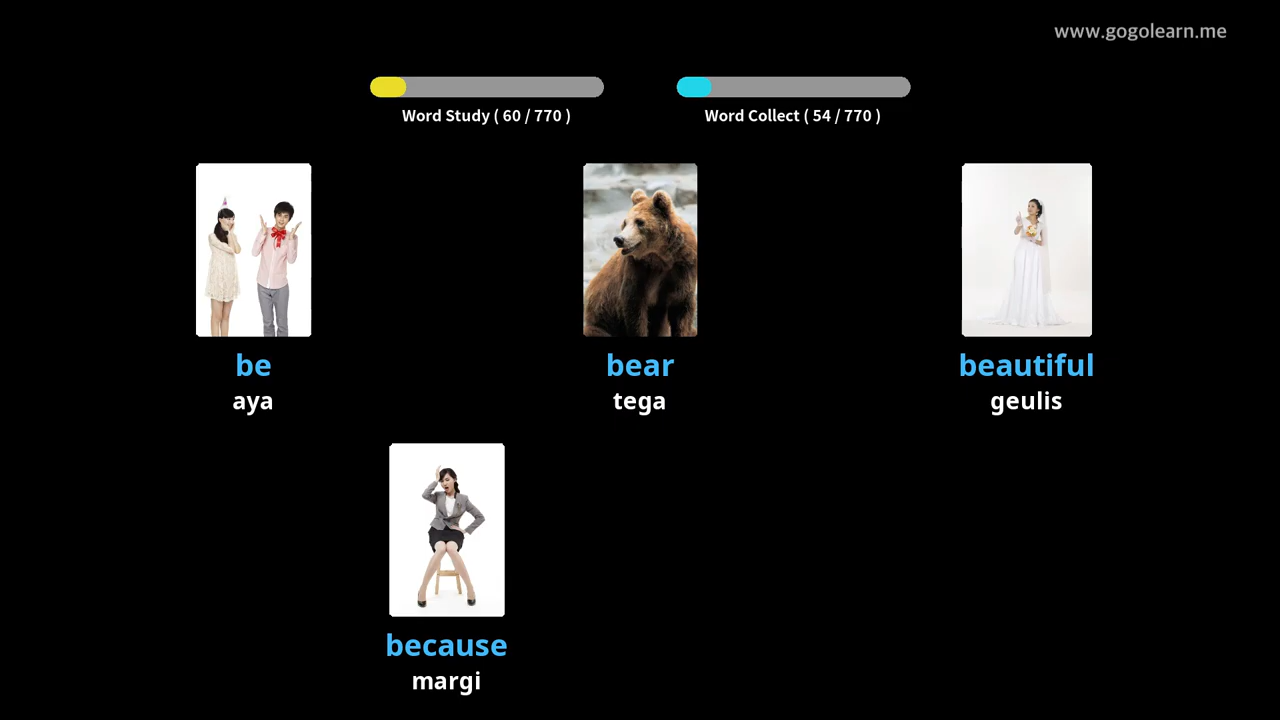 www.gogolearn.me
Word Study ( 60 / 770 )
Word Collect ( 54 / 770 )
be
aya
bear
tega
beautiful
geulis
because
margi